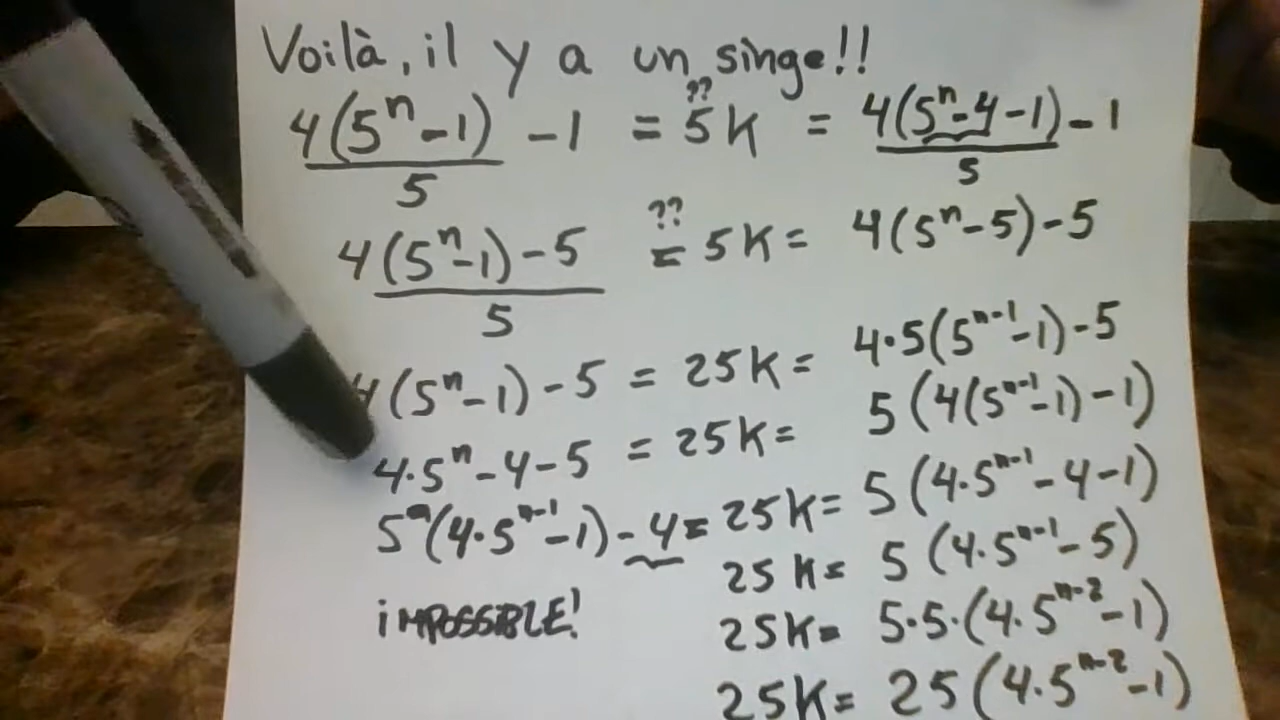 Voilà, il y a un singe!!
4(5ⁿ-1)/5 - 1 =?? 5K = 4(5ⁿ-4-1)/5 - 1
4(5ⁿ-1)-5/5 =?? 5K = 4(5ⁿ-5)-5
4(5ⁿ-1)-5 = 25K = 4·5(5ⁿ⁻¹-1)-5
4·5ⁿ-4-5 = 25K = 5(4(5ⁿ⁻¹-1)-1)
5(4·5ⁿ⁻¹-1)-4= 25K= 5(4·5ⁿ⁻¹-4-1)
25K= 5(4·5ⁿ⁻¹-5)
iMPOSSIBLE! 25K= 5·5·(4·5ⁿ⁻²-1)
25K= 25(4·5ⁿ⁻²-1)